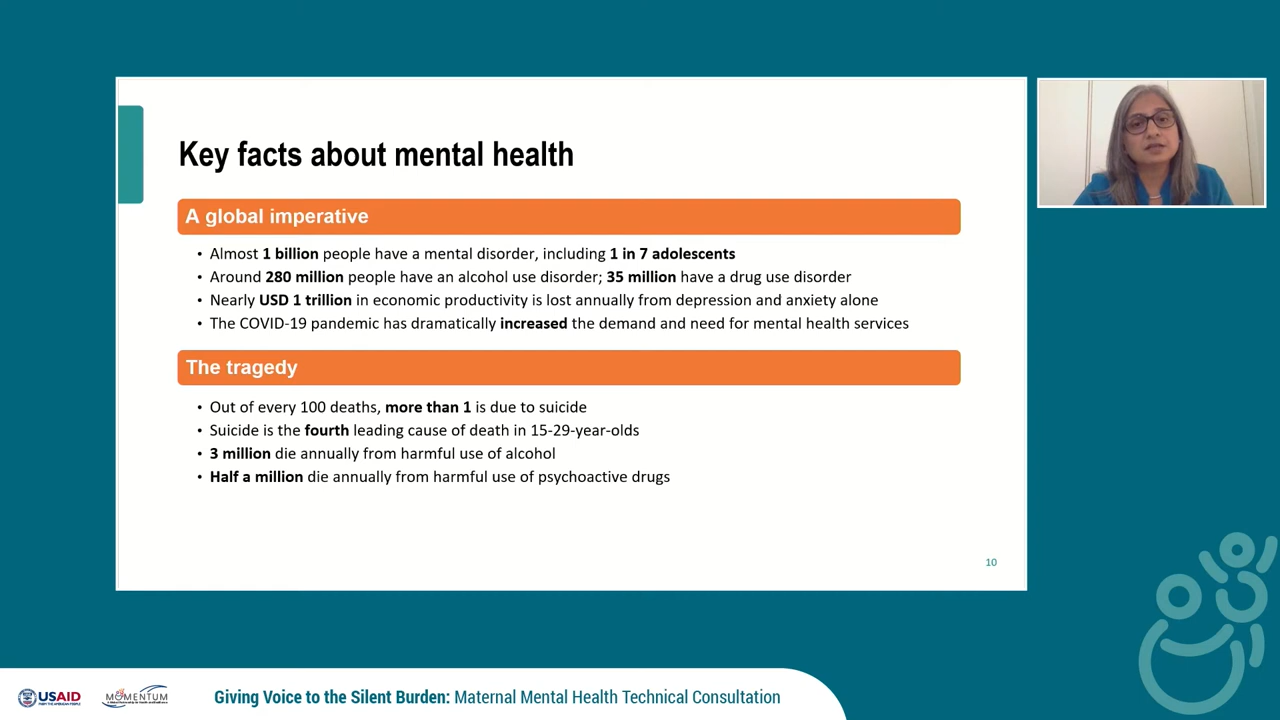 Key facts about mental health
A global imperative
• Almost 1 billion people have a mental disorder, including 1 in 7 adolescents
• Around 280 million people have an alcohol use disorder; 35 million have a drug use disorder
• Nearly USD 1 trillion in economic productivity is lost annually from depression and anxiety alone
• The COVID-19 pandemic has dramatically increased the demand and need for mental health services
The tragedy
• Out of every 100 deaths, more than 1 is due to suicide
• Suicide is the fourth leading cause of death in 15-29-year-olds
• 3 million die annually from harmful use of alcohol
• Half a million die annually from harmful use of psychoactive drugs
10
USAID
FROM THE AMERICAN PEOPLE
MOMENTUM
Giving Voice to the Silent Burden: Maternal Mental Health Technical Consultation